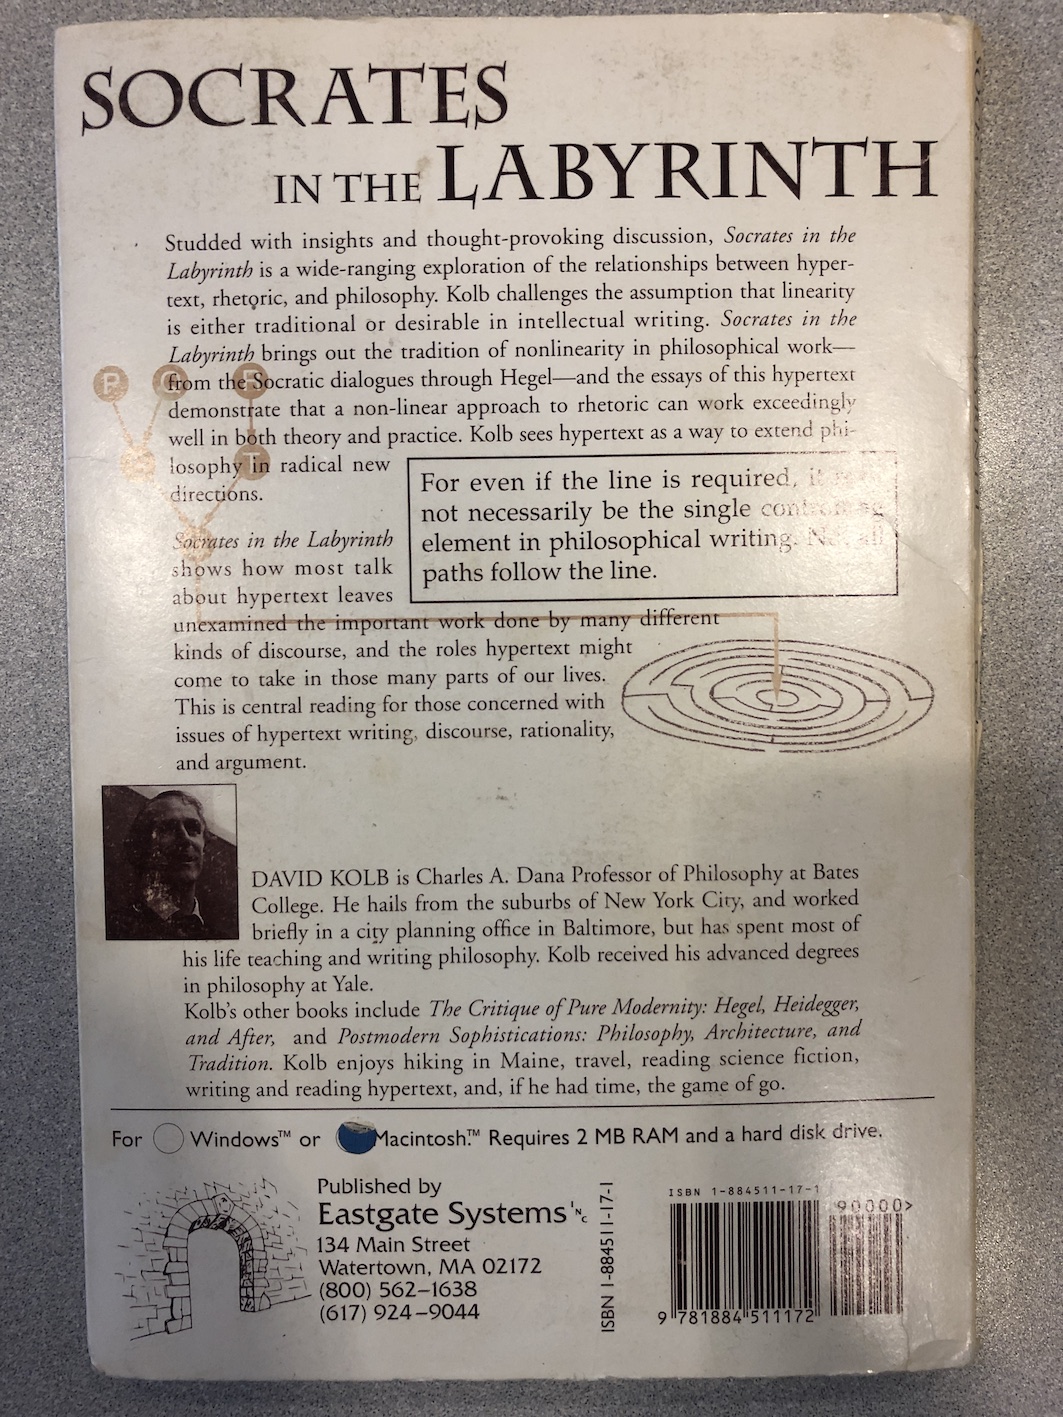 SOCRATES
IN THE LABYRINTH
Studded with insights and thought-provoking discussion, Socrates in the
Labyrinth is a wide-ranging exploration of the relationships between hyper-
text, rhetoric, and philosophy. Kolb challenges the assumption that linearity
is either traditional or desirable in intellectual writing. Socrates in the
Labyrinth brings out the tradition of nonlinearity in philosophical work—
from the Socratic dialogues through Hegel—and the essays of this hypertext
demonstrate that a non-linear approach to rhetoric can work exceedingly
well in both theory and practice. Kolb sees hypertext as a way to extend phi-
losophy in radical new
directions.
P
T
For even if the line is required, it
not necessarily be the single controlling
element in philosophical writing. Not all
paths follow the line.
Socrates in the Labyrinth
shows how most talk
about hypertext leaves
unexamined the important work done by many different
kinds of discourse, and the roles hypertext might
come to take in those many parts of our lives.
This is central reading for those concerned with
issues of hypertext writing, discourse, rationality,
and argument.
DAVID KOLB is Charles A. Dana Professor of Philosophy at Bates
College. He hails from the suburbs of New York City, and worked
briefly in a city planning office in Baltimore, but has spent most of
his life teaching and writing philosophy. Kolb received his advanced degrees
in philosophy at Yale.
Kolb's other books include The Critique of Pure Modernity: Hegel, Heidegger,
and After, and Postmodern Sophistications: Philosophy, Architecture, and
Tradition. Kolb enjoys hiking in Maine, travel, reading science fiction,
writing and reading hypertext, and, if he had time, the game of go.
For Windows™ or Macintosh.™ Requires 2 MB RAM and a hard disk drive.
Published by
Eastgate Systems Inc
134 Main Street
Watertown, MA 02172
(800) 562–1638
(617) 924–9044
ISBN 1-884511-17-1
ISBN 1-884511-17-1
90000>
9 781884 511172